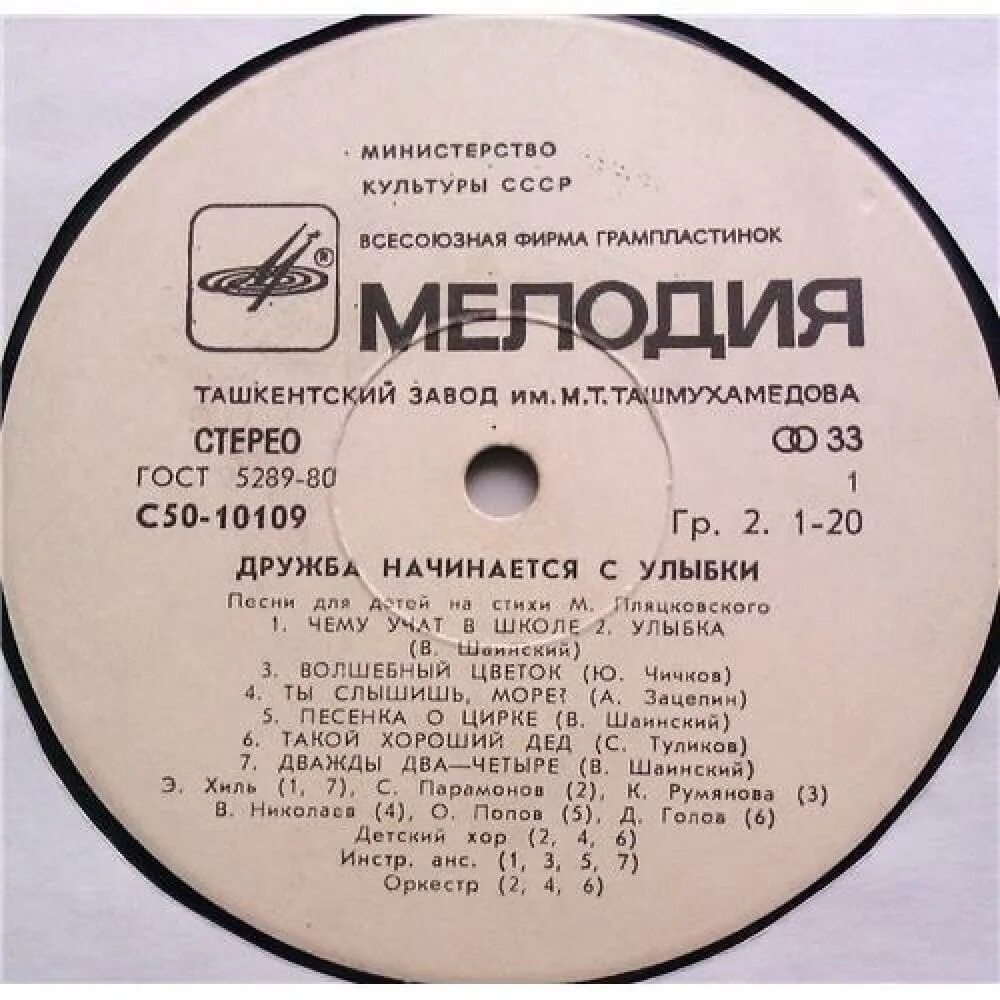 МИНИСТЕРСТВО
КУЛЬТУРЫ СССР
ВСЕСОЮЗНАЯ ФИРМА ГРАМПЛАСТИНОК
®
МЕЛОДИЯ
ТАШКЕНТСКИЙ ЗАВОД им. М.Т. ТАШМУХАМЕДОВА
СТЕРЕО 33
ГОСТ 5289-80 1
С50-10109 Гр. 2. 1-20
ДРУЖБА НАЧИНАЕТСЯ С УЛЫБКИ
Песни для детей на стихи М. Пляцковского
1. ЧЕМУ УЧАТ В ШКОЛЕ 2. УЛЫБКА
(В. Шаинский)
3. ВОЛШЕБНЫЙ ЦВЕТОК (Ю. Чичков)
4. ТЫ СЛЫШИШЬ, МОРЕ? (А. Зацепин)
5. ПЕСЕНКА О ЦИРКЕ (В. Шаинский)
6. ТАКОЙ ХОРОШИЙ ДЕД (С. Туликов)
7. ДВАЖДЫ ДВА—ЧЕТЫРЕ (В. Шаинский)
Э. Хиль (1, 7), С. Парамонов (2), К. Румянова (3)
В. Николаев (4), О. Попов (5), Д. Голов (6)
Детский хор (2, 4, 6)
Инстр. анс. (1, 3, 5, 7)
Оркестр (2, 4, 6)